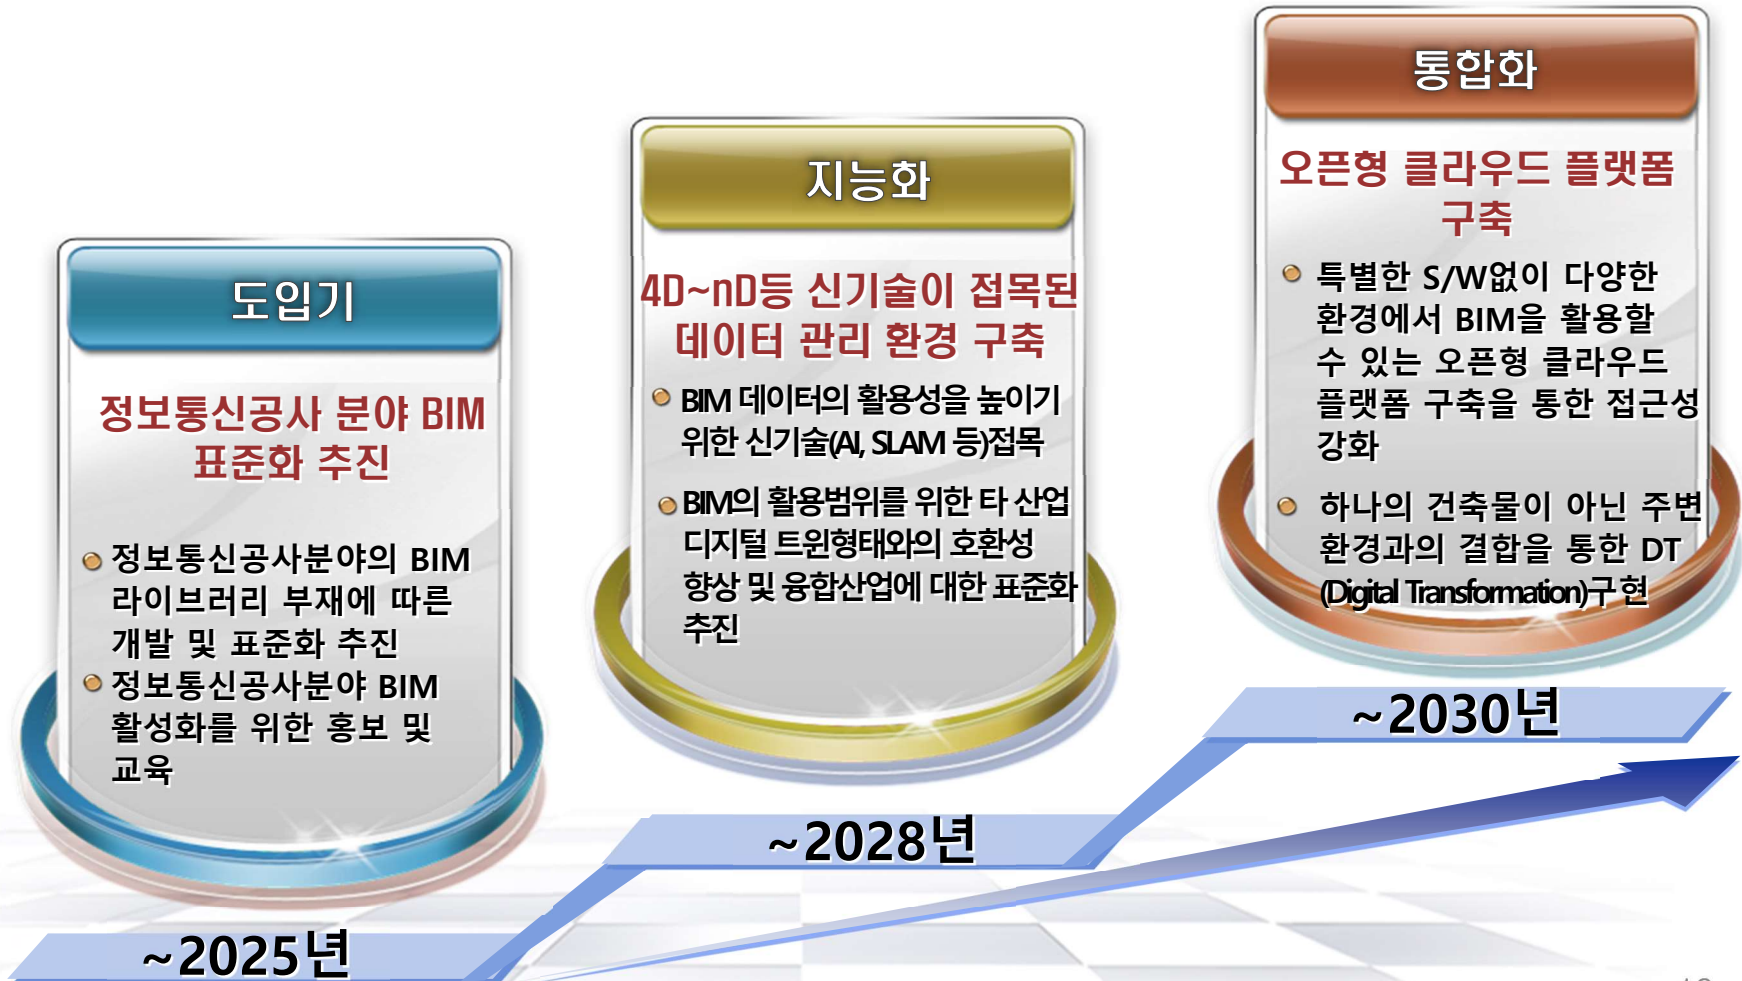 도입기
정보통신공사 분야 BIM
표준화 추진
정보통신공사분야의 BIM
라이브러리 부재에 따른
개발 및 표준화 추진
정보통신공사분야 BIM
활성화를 위한 홍보 및
교육
~2025년
지능화
4D~nD등 신기술이 접목된
데이터 관리 환경 구축
BIM 데이터의 활용성을 높이기
위한 신기술(AI, SLAM 등)접목
BIM의 활용범위를 위한 타 산업
디지털 트윈형태와의 호환성
향상 및 융합산업에 대한 표준화
추진
~2028년
통합화
오픈형 클라우드 플랫폼
구축
특별한 S/W없이 다양한
환경에서 BIM을 활용할
수 있는 오픈형 클라우드
플랫폼 구축을 통한 접근성
강화
하나의 건축물이 아닌 주변
환경과의 결합을 통한 DT
(Digital Transformation)구현
~2030년